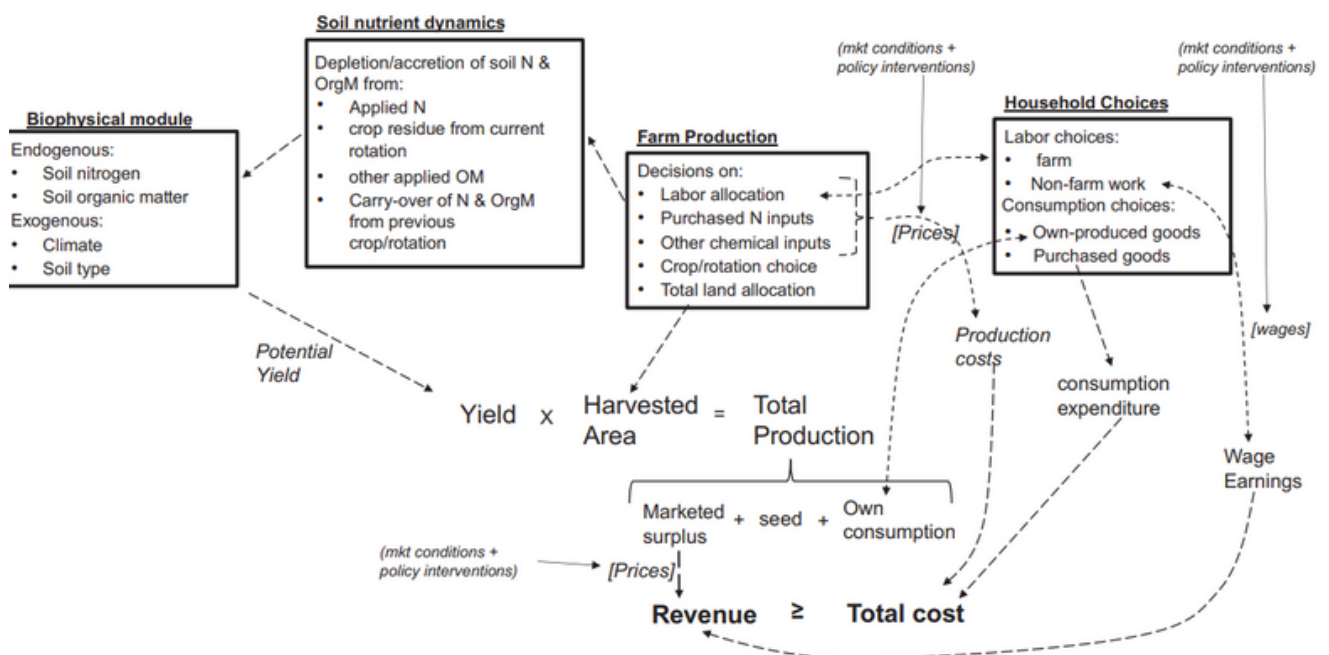 Soil nutrient dynamics
Depletion/accretion of soil N &
OrgM from:
• Applied N
• crop residue from current
rotation
• other applied OM
• Carry-over of N & OrgM
from previous
crop/rotation
Biophysical module
Endogenous:
• Soil nitrogen
• Soil organic matter
Exogenous:
• Climate
• Soil type
Farm Production
Decisions on:
• Labor allocation
• Purchased N inputs
• Other chemical inputs
• Crop/rotation choice
• Total land allocation
(mkt conditions +
policy interventions)
[Prices]
(mkt conditions +
policy interventions)
Household Choices
Labor choices:
• farm
• Non-farm work
Consumption choices:
• Own-produced goods
• Purchased goods
[wages]
Potential
Yield
Production
costs
consumption
expenditure
Yield x Harvested Area = Total Production
Wage
Earnings
Marketed surplus + seed + Own consumption
(mkt conditions +
policy interventions)
[Prices]
Revenue ≥ Total cost